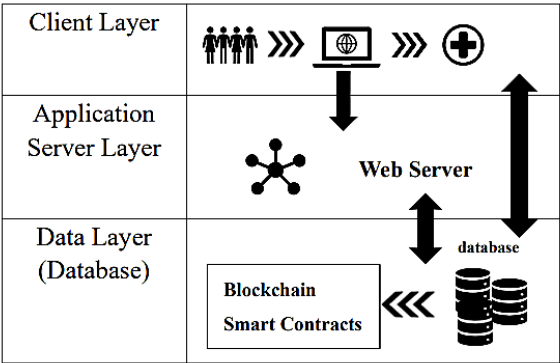 Client Layer
Application
Server Layer
Web Server
Data Layer
(Database)
database
Blockchain
Smart Contracts